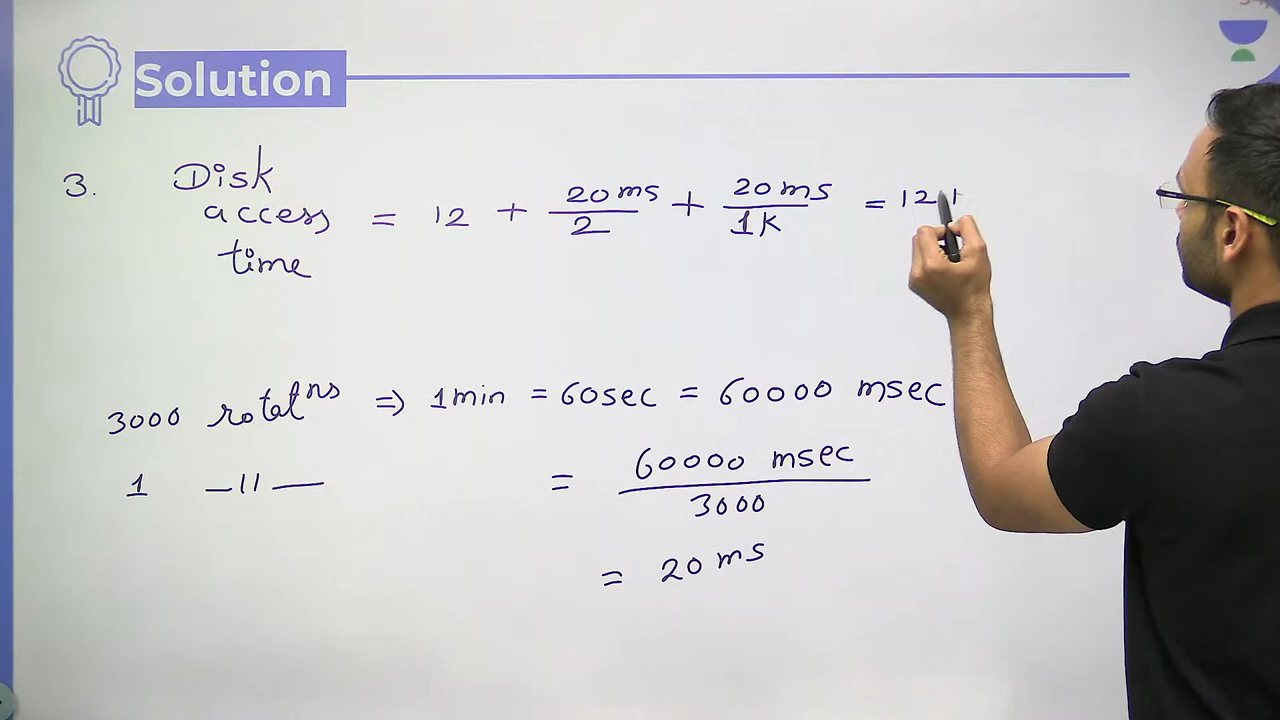 Solution
3. Disk access time = 12 + 20ms/2 + 20ms/1k = 12 +
3000 rotatns ⇒ 1min = 60sec = 60000 msec
1 —11— = 60000 msec/3000
= 20 ms